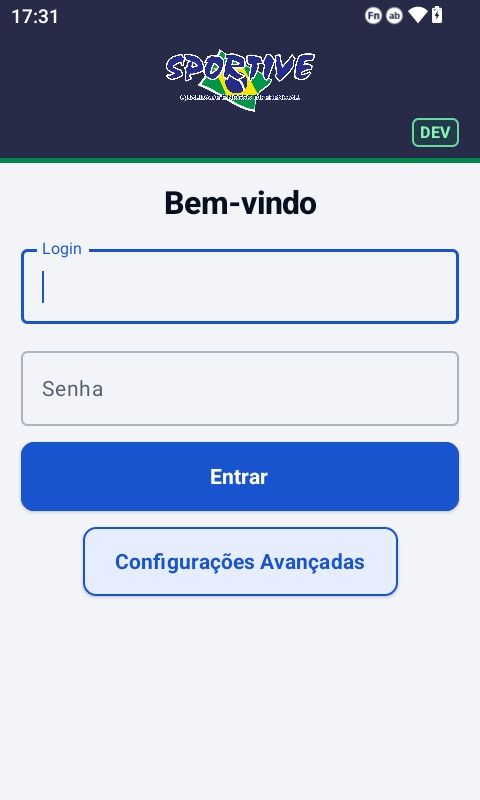 17:31
Fn ab
SPORTIVE
DEV
Bem-vindo
Login
Senha
Entrar
Configurações Avançadas